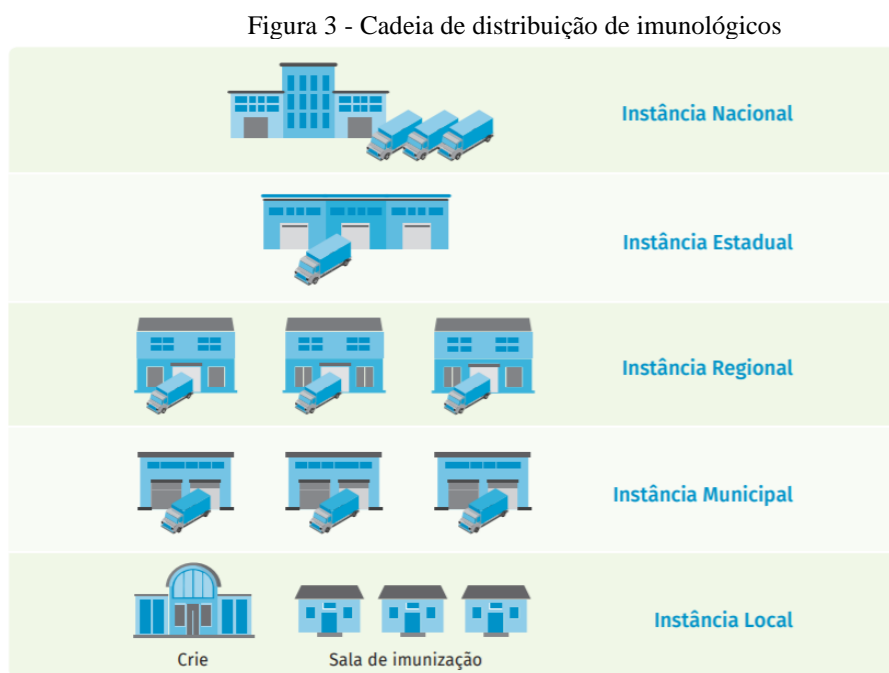 Figura 3 - Cadeia de distribuição de imunológicos
Instância Nacional
Instância Estadual
Instância Regional
Instância Municipal
Instância Local
Crie
Sala de imunização